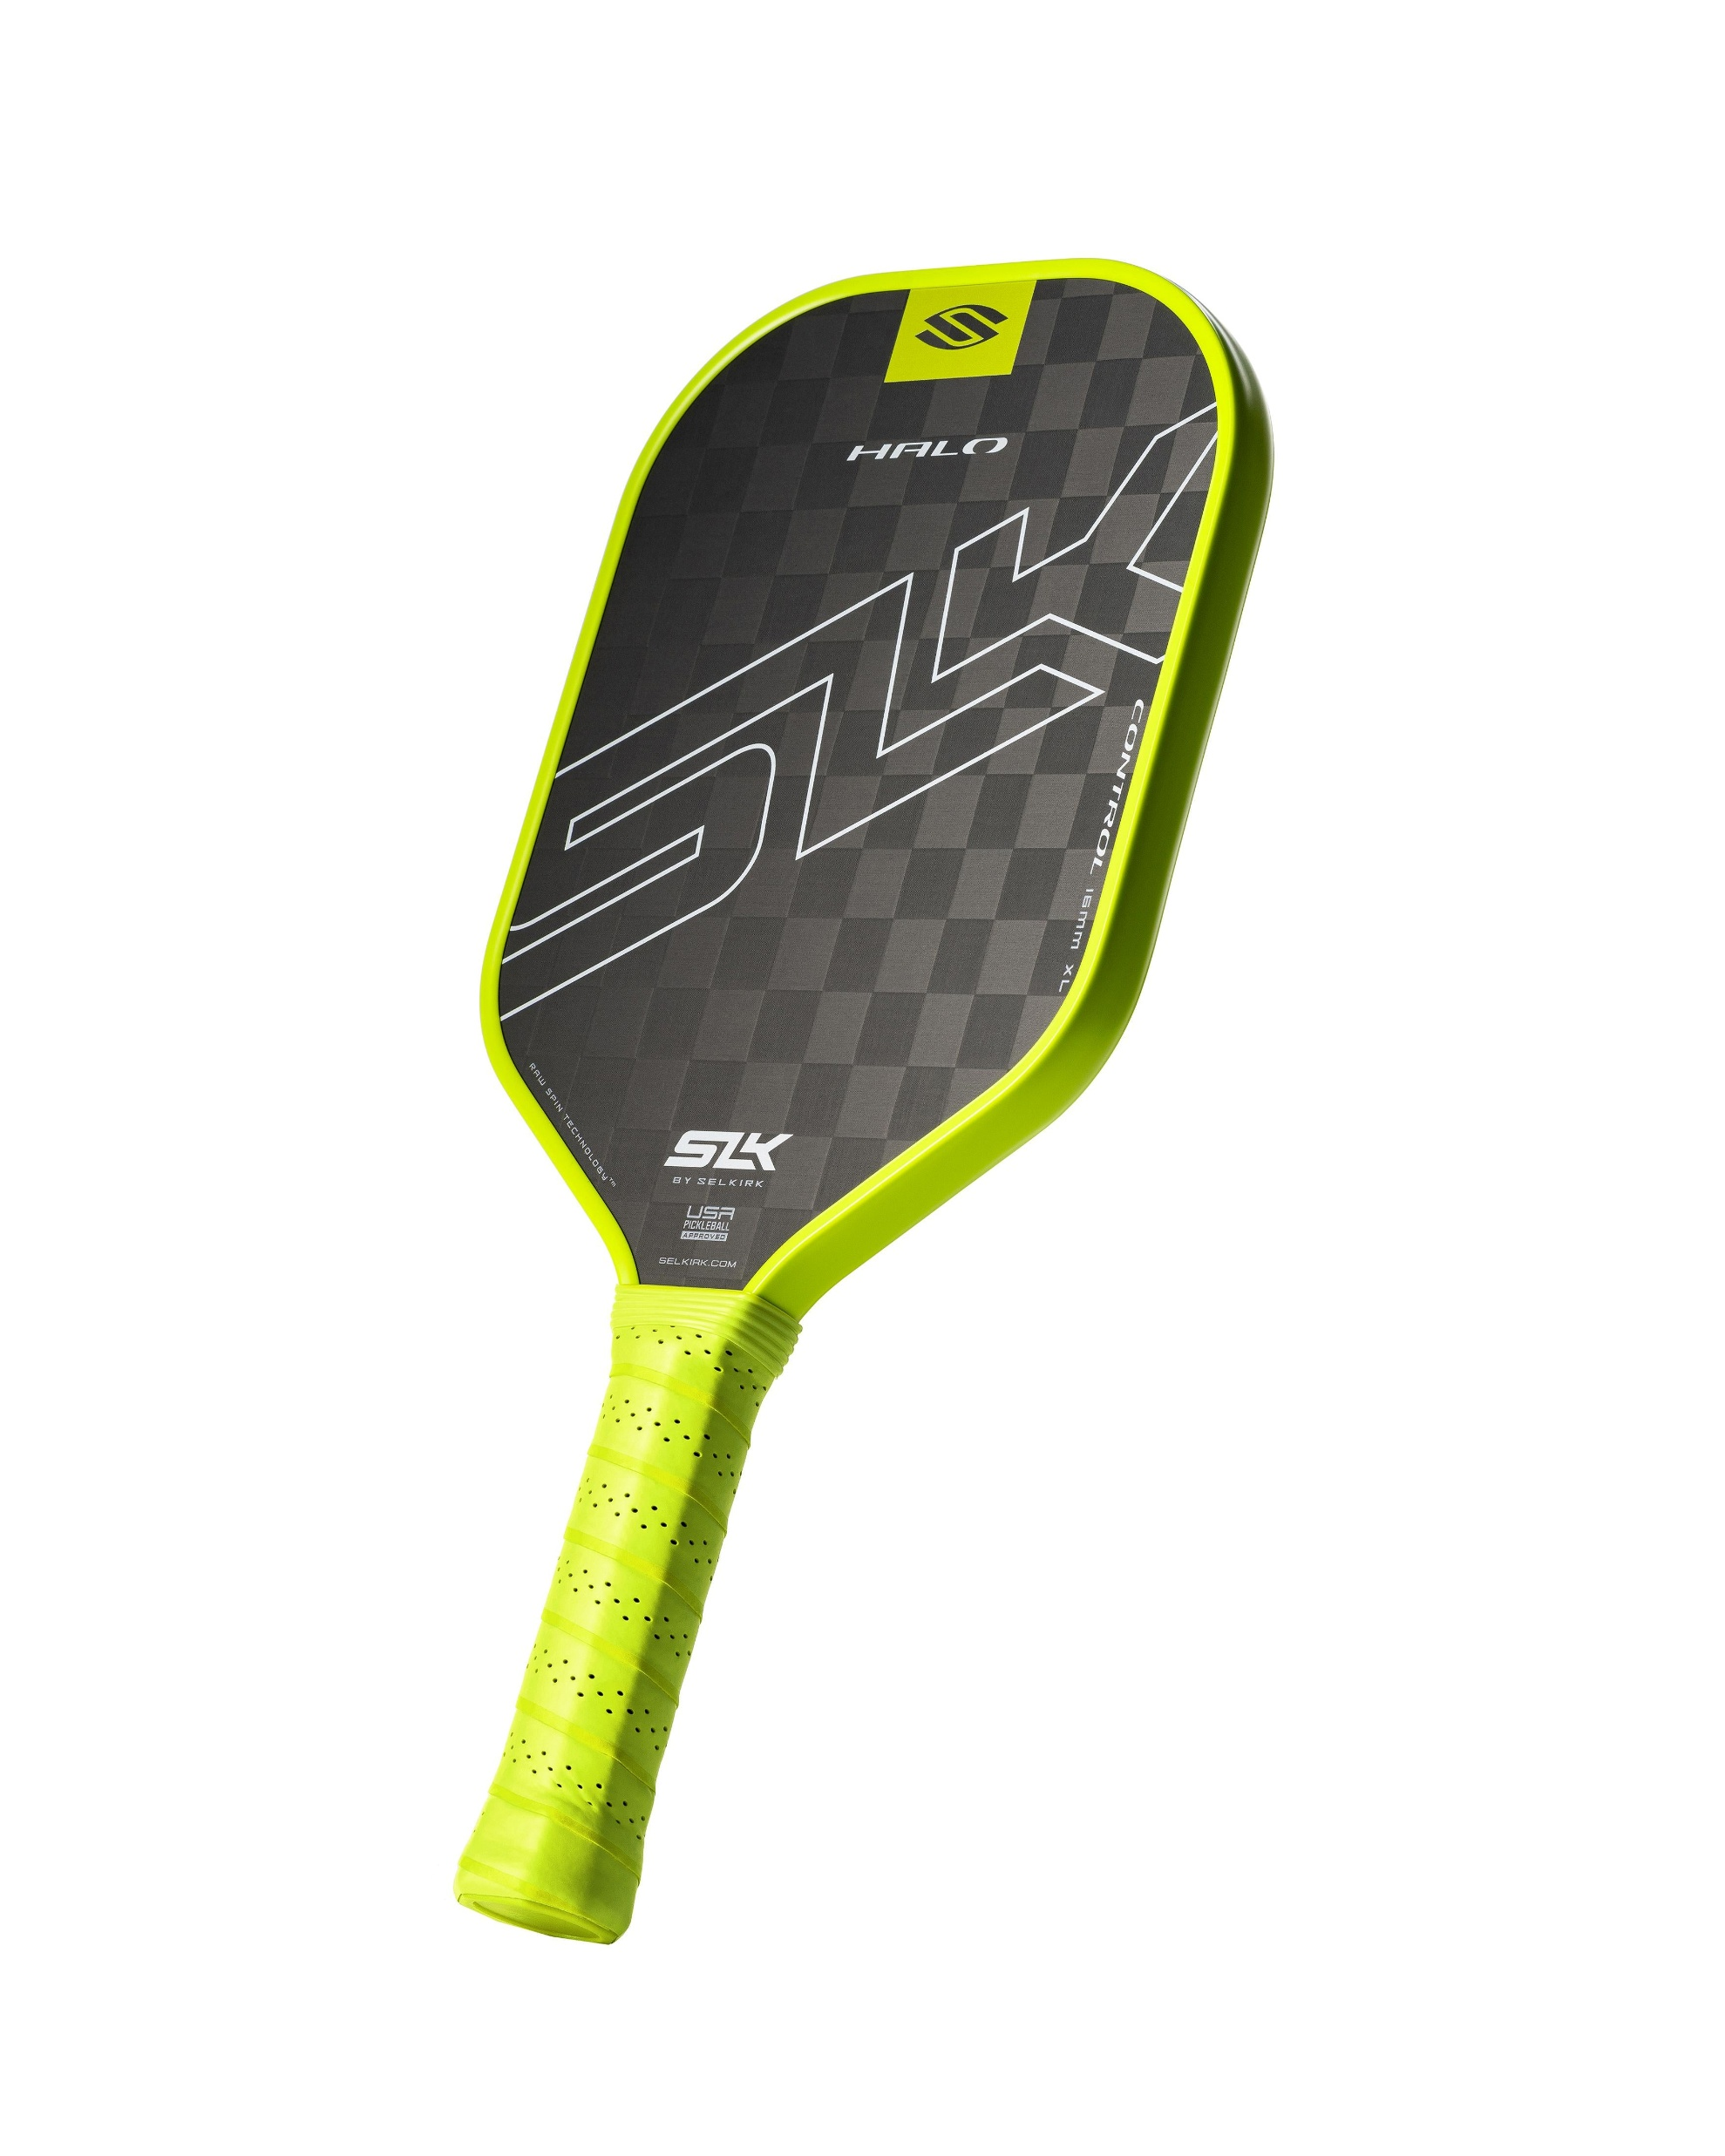 HALO
SLK
CONTROL 16mm XL
RAW SPIN TECHNOLOGY™
SLK
BY SELKIRK
USA
PICKLEBALL
APPROVED
SELKIRK.COM